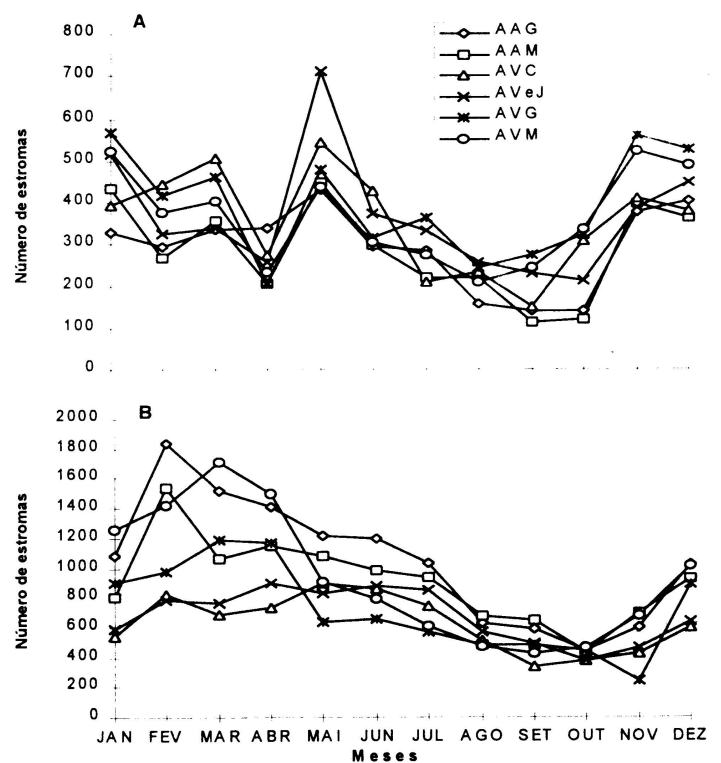 A
800
700
600
500
400
300
200
100
0
Número de estromas
AAG
AAM
AVC
AVeJ
AVG
AVM
B
2000
1800
1600
1400
1200
1000
800
600
400
200
0
Número de estromas
JAN FEV MAR ABR MAI JUN JUL AGO SET OUT NOV DEZ
Meses